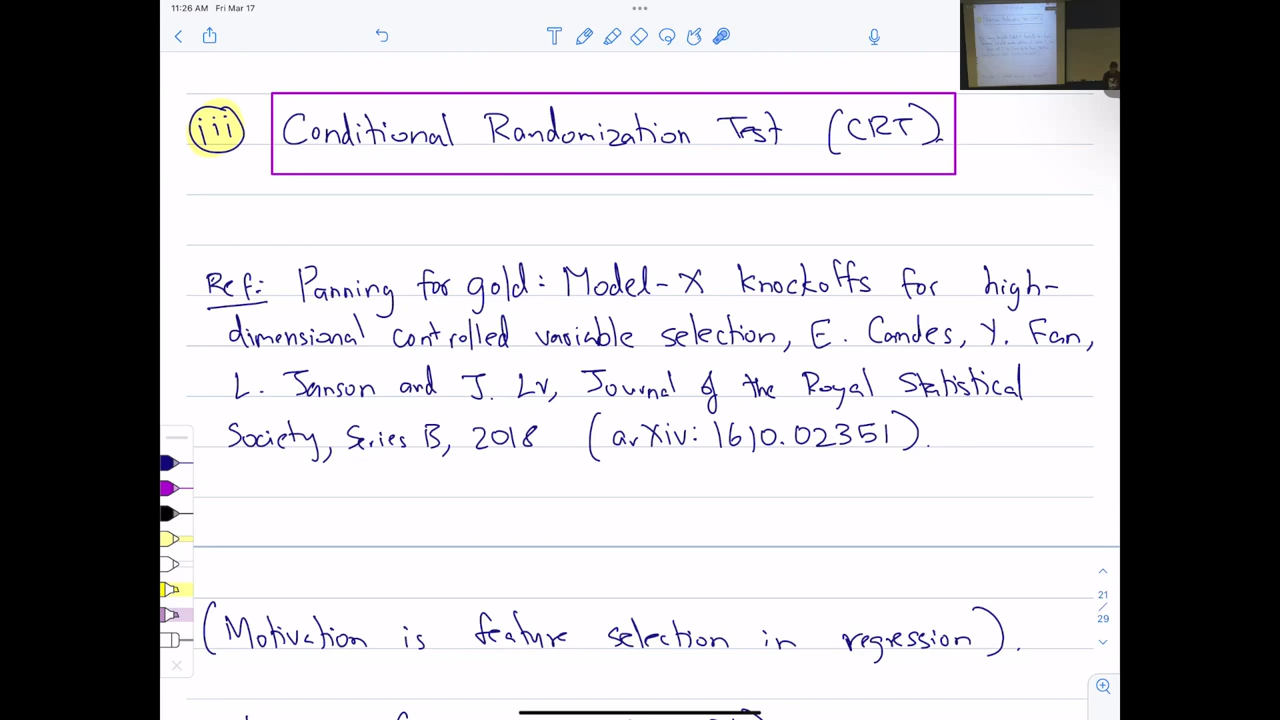 11:26 AM Fri Mar 17
iii
Conditional Randomization Test (CRT).
Ref: Panning for gold: Model-X knockoffs for high-
dimensional controlled variable selection, E. Candes, Y. Fan,
L. Janson and J. Lv, Journal of the Royal Statistical
Society, Series B, 2018 (arXiv: 1610.02351).
21
/
29
(Motivation is feature selection in regression).